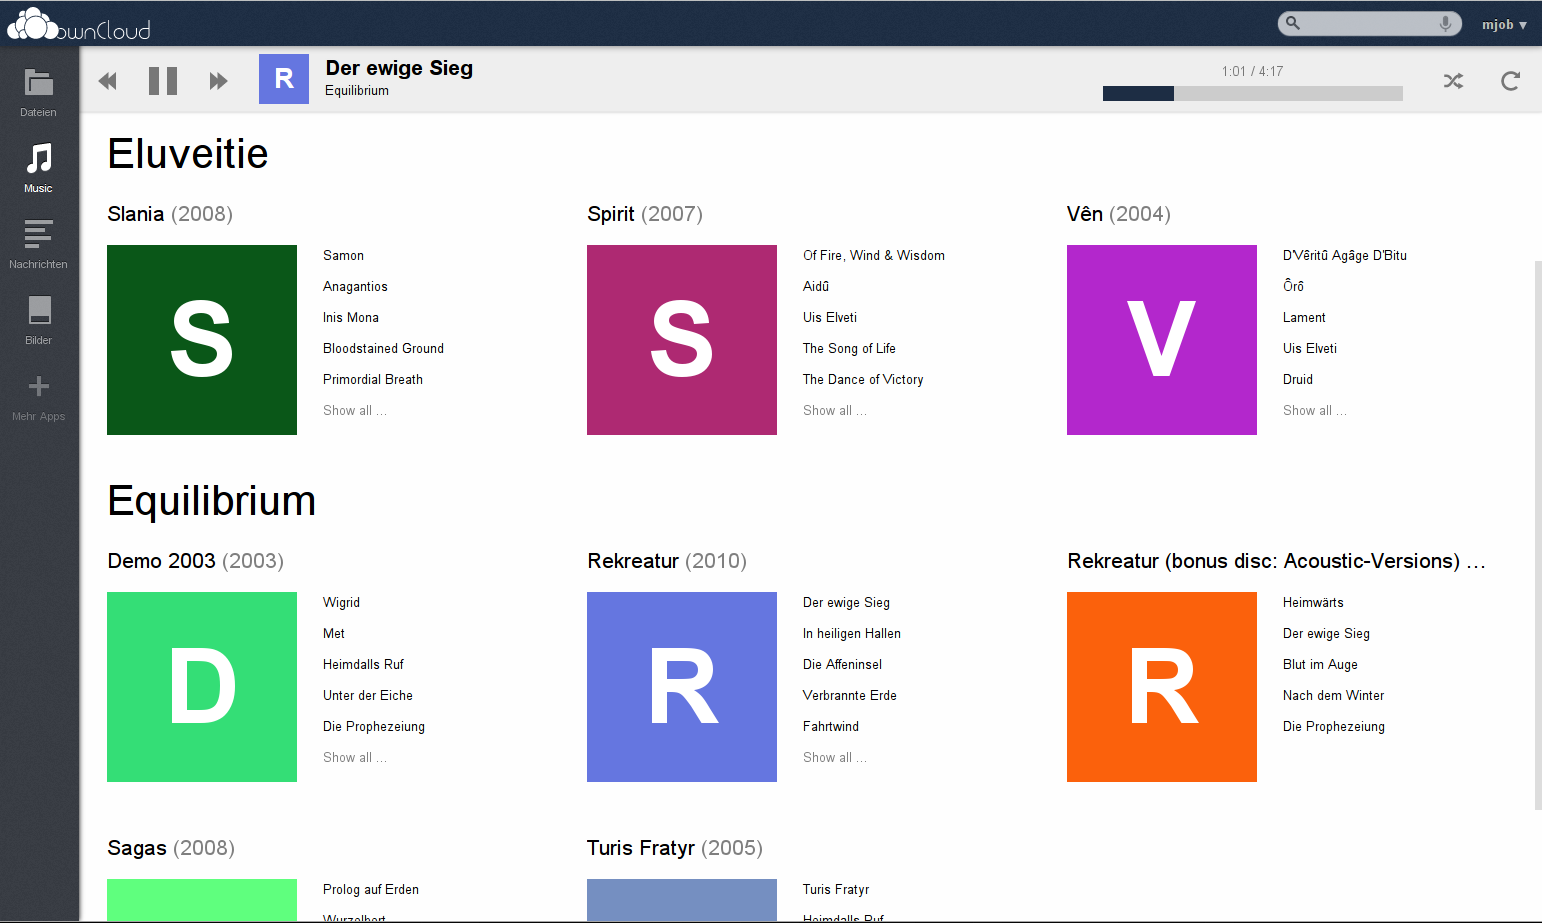 ownCloud
mjob ▾
Dateien
Music
Nachrichten
Bilder
Mehr Apps
R
Der ewige Sieg
Equilibrium
1:01 / 4:17
Eluveitie
Slania (2008)
S
Samon
Anagantios
Inis Mona
Bloodstained Ground
Primordial Breath
Show all ...
Spirit (2007)
S
Of Fire, Wind & Wisdom
Aidû
Uis Elveti
The Song of Life
The Dance of Victory
Show all ...
Vên (2004)
V
D'Vêritû Agâge D'Bitu
Ôrô
Lament
Uis Elveti
Druid
Show all ...
Equilibrium
Demo 2003 (2003)
D
Wigrid
Met
Heimdalls Ruf
Unter der Eiche
Die Prophezeiung
Show all ...
Rekreatur (2010)
R
Der ewige Sieg
In heiligen Hallen
Die Affeninsel
Verbrannte Erde
Fahrtwind
Show all ...
Rekreatur (bonus disc: Acoustic-Versions) ...
R
Heimwärts
Der ewige Sieg
Blut im Auge
Nach dem Winter
Die Prophezeiung
Sagas (2008)
Prolog auf Erden
Wurzelbert
Turis Fratyr (2005)
Turis Fratyr
Heimdalls Ruf